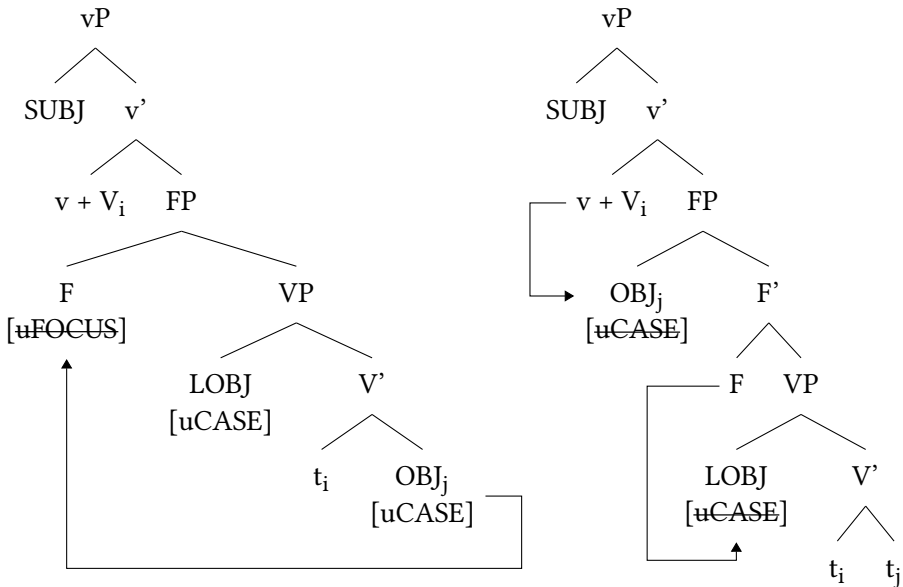 vP
SUBJ v'
v + Vi FP
F VP
[uFOCUS]
LOBJ V'
[uCASE]
ti OBJj
[uCASE]
vP
SUBJ v'
v + Vi FP
OBJj F'
[uCASE]
F VP
LOBJ V'
[uCASE]
ti tj